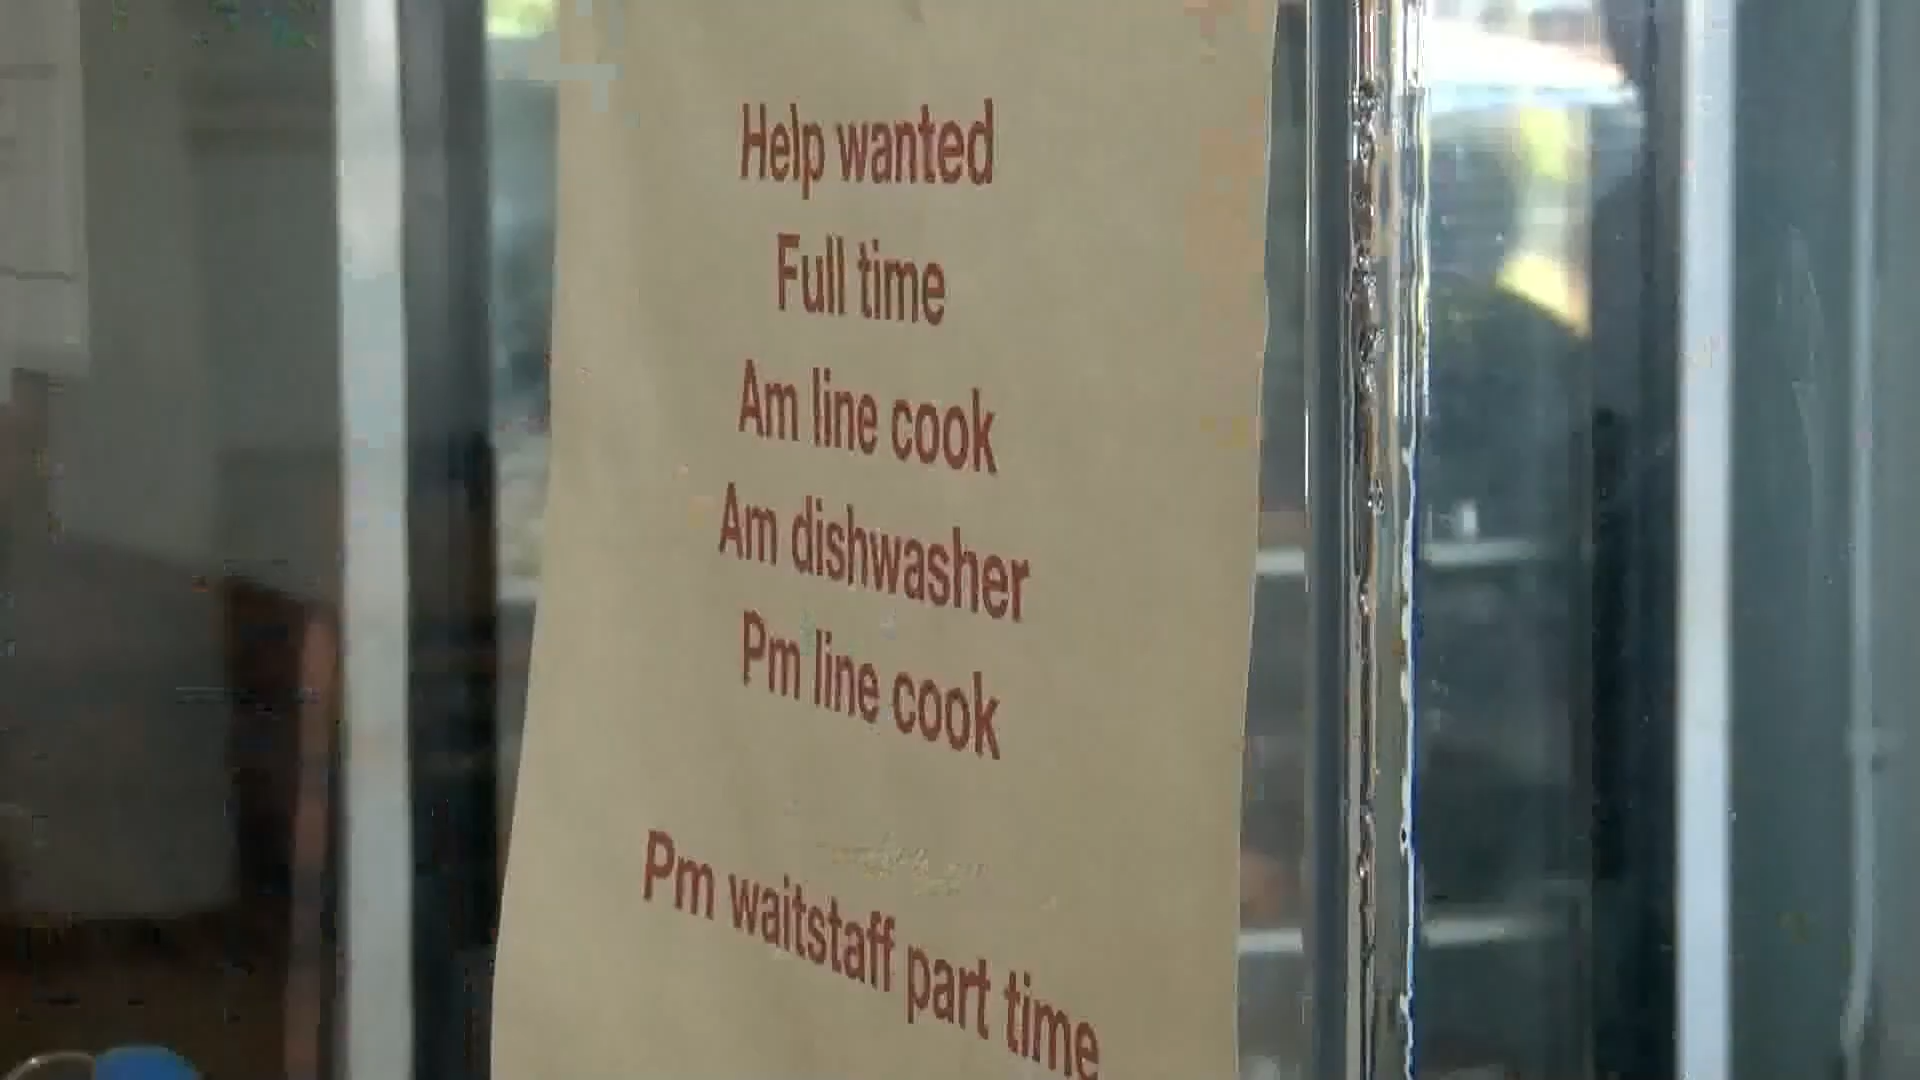 Help wanted
Full time
Am line cook
Am dishwasher
Pm line cook
Pm waitstaff part time